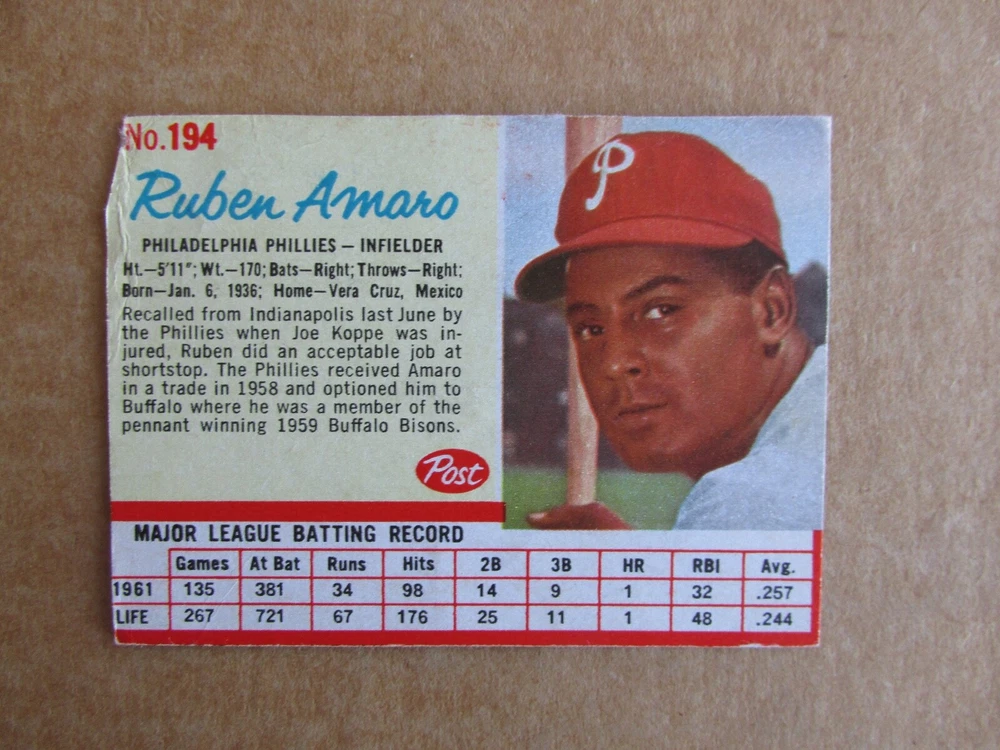 No.194
Ruben Amaro
PHILADELPHIA PHILLIES — INFIELDER
Ht.—5'11"; Wt.—170; Bats—Right; Throws—Right;
Born—Jan. 6, 1936; Home—Vera Cruz, Mexico
Recalled from Indianapolis last June by
the Phillies when Joe Koppe was in-
jured, Ruben did an acceptable job at
shortstop. The Phillies received Amaro
in a trade in 1958 and optioned him to
Buffalo where he was a member of the
pennant winning 1959 Buffalo Bisons.
Post
P
MAJOR LEAGUE BATTING RECORD
Games At Bat Runs Hits 2B 3B HR RBI Avg.
1961 135 381 34 98 14 9 1 32 .257
LIFE 267 721 67 176 25 11 1 48 .244